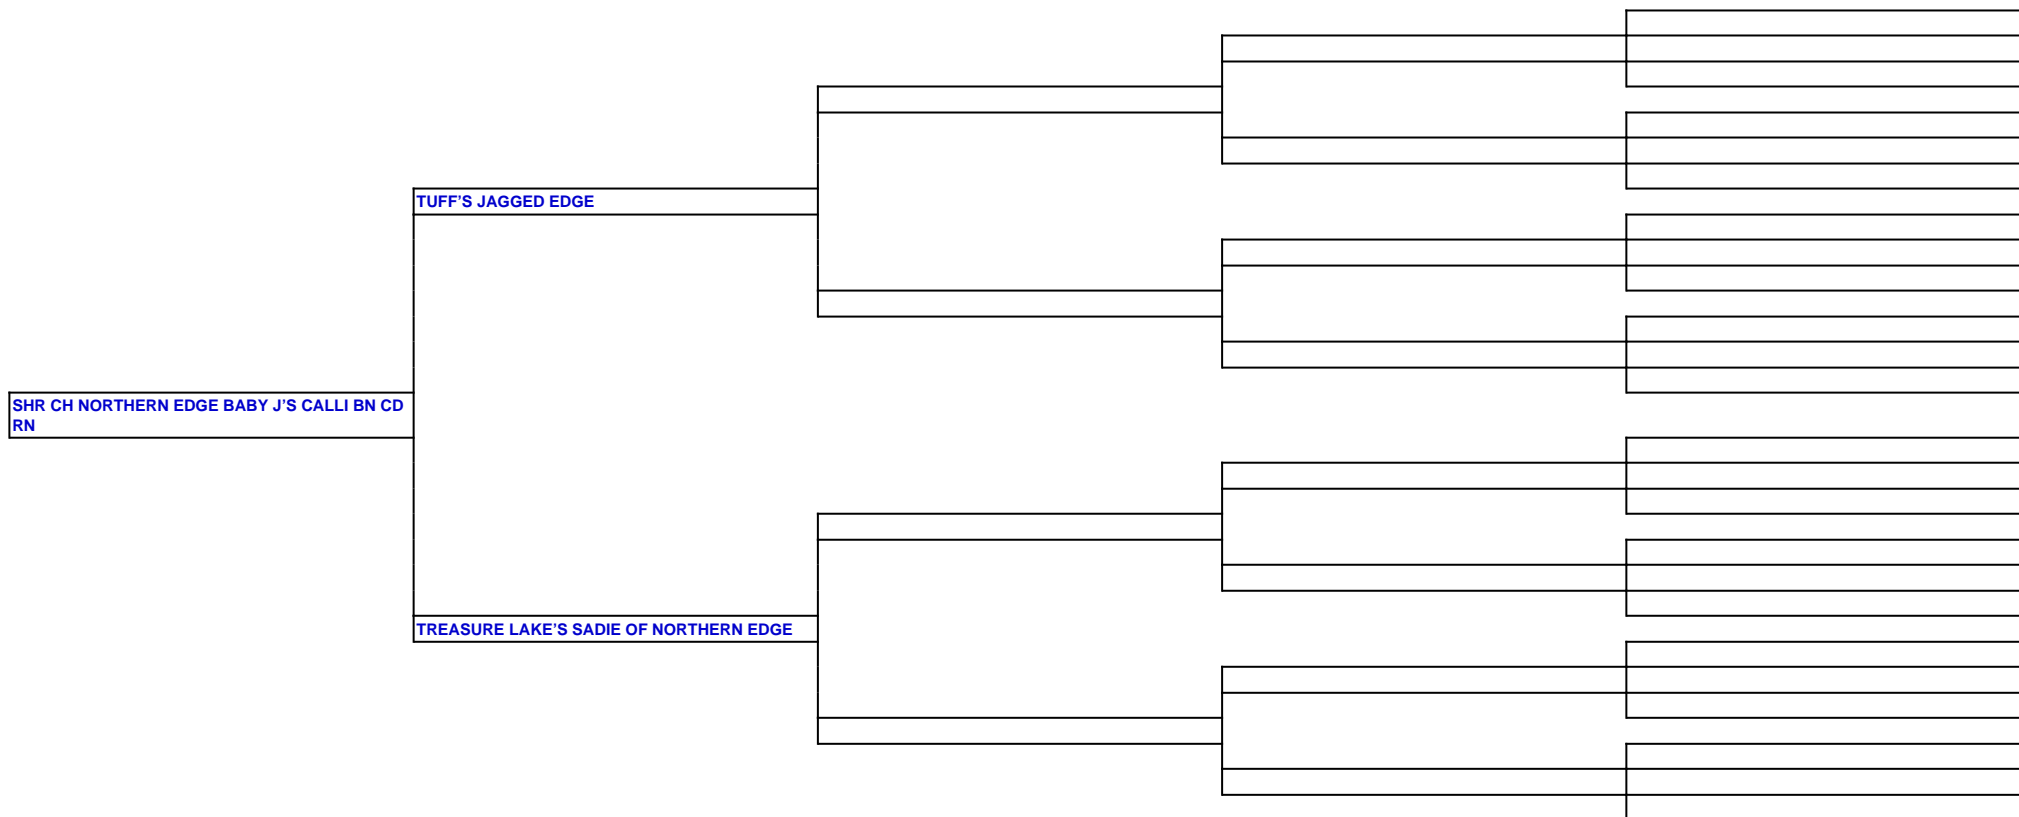 TUFF’S JAGGED EDGE
SHR CH NORTHERN EDGE BABY J’S CALLI BN CD
RN
TREASURE LAKE’S SADIE OF NORTHERN EDGE